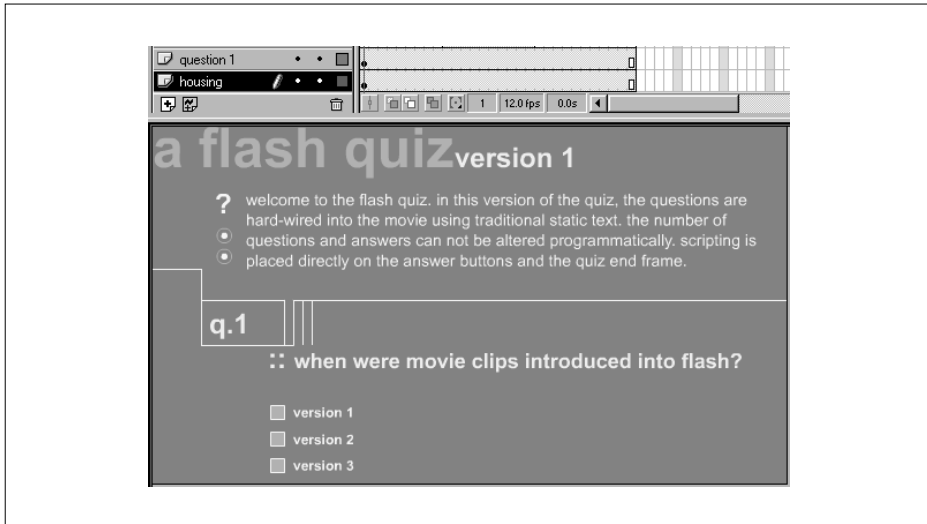 question 1
housing
1 12.0 fps 0.0s
a flash quiz version 1
? welcome to the flash quiz. in this version of the quiz, the questions are
hard-wired into the movie using traditional static text. the number of
questions and answers can not be altered programmatically. scripting is
placed directly on the answer buttons and the quiz end frame.
q.1
:: when were movie clips introduced into flash?
version 1
version 2
version 3